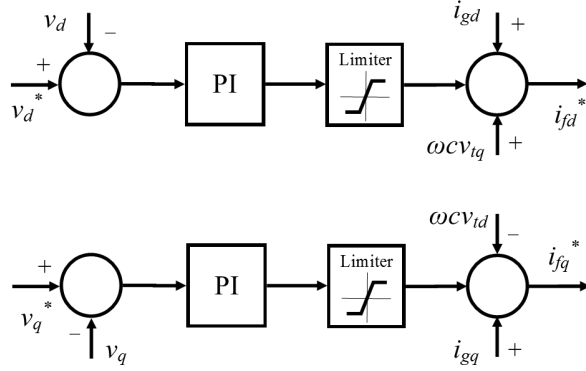 v_d
−
i_gd
+
+
PI
Limiter
v_d*
i_fd*
ωcv_tq
+
ωcv_td
−
+
PI
Limiter
i_fq*
v_q*
−
v_q
i_gq
+